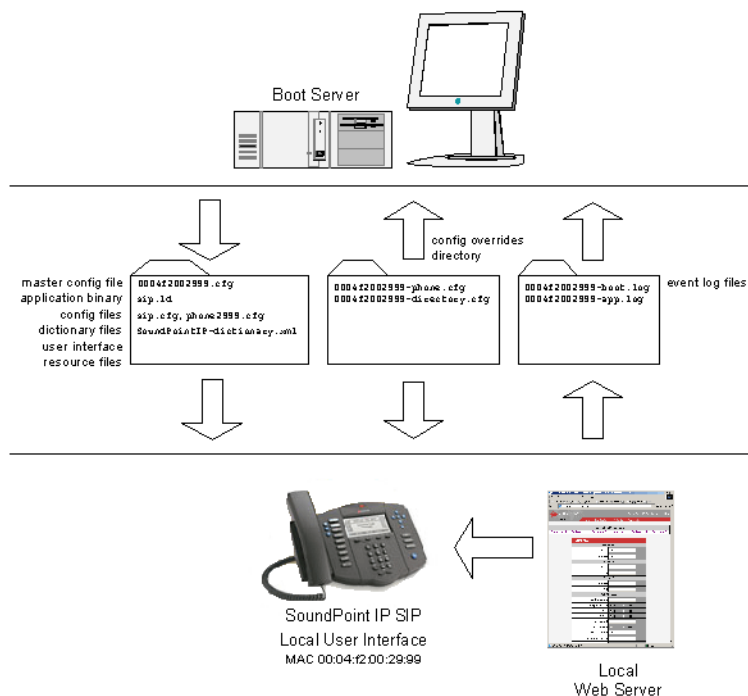 Boot Server
config overrides
directory
master config file
application binary
config files
dictionary files
user interface
resource files
0004f2002999.cfg
sip.ld
sip.cfg, phone2999.cfg
SoundPointIP-dictionary.xml
0004f2002999-phone.cfg
0004f2002999-directory.cfg
0004f2002999-boot.log
0004f2002999-app.log
event log files
SoundPoint IP SIP
Local User Interface
MAC 00:04:f2:00:29:99
Local
Web Server